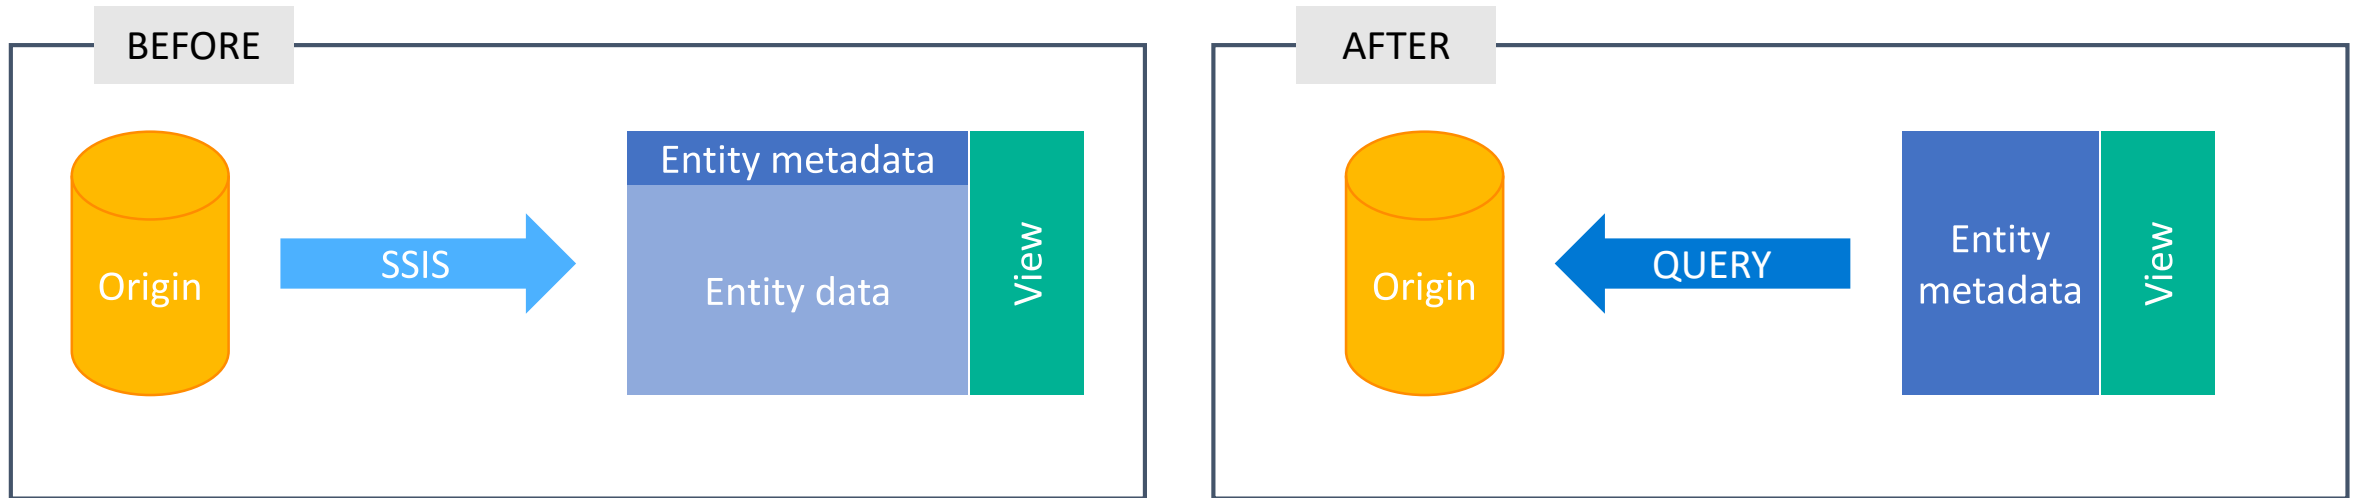 BEFORE
Origin
SSIS
Entity metadata
Entity data
View
AFTER
Origin
QUERY
Entity
metadata
View